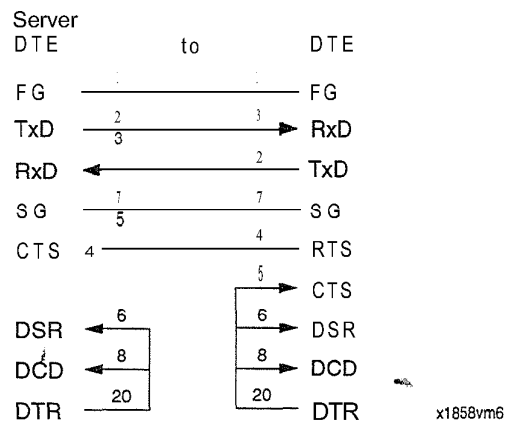 Server
DTE to DTE
FG FG
TxD 2 3 RxD
3
RxD 2 TxD
SG 7 7 SG
5
CTS 4 4 RTS
5 CTS
DSR 6 6 DSR
DCD 8 8 DCD
DTR 20 20 DTR x1858vm6